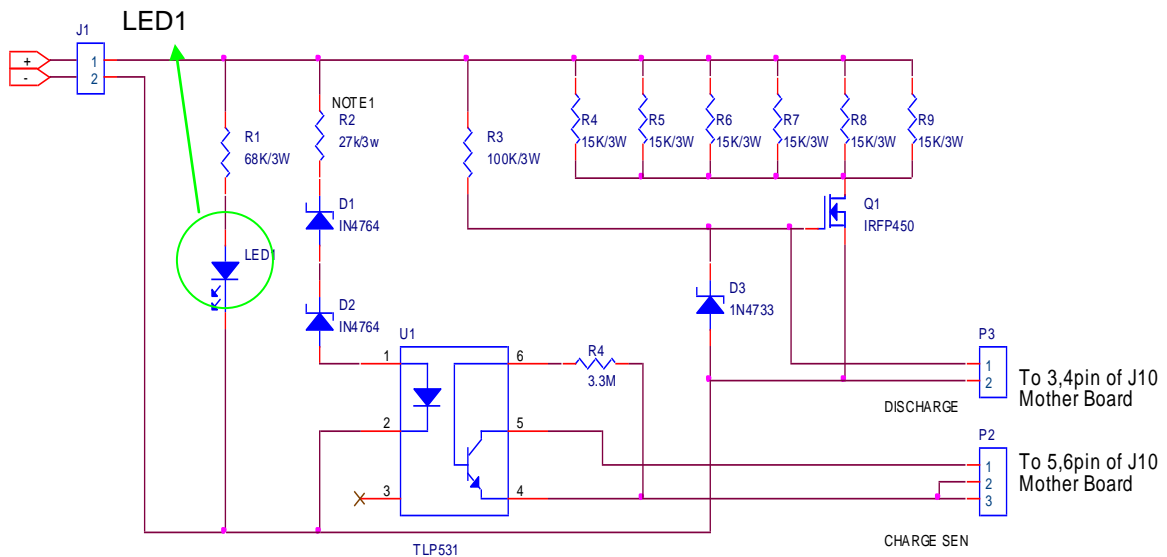 LED1
J1
+
-
1
2
R1
68K/3W
LED1
NOTE1
R2
27k/3w
D1
IN4764
D2
IN4764
R3
100K/3W
R4
15K/3W
R5
15K/3W
R6
15K/3W
R7
15K/3W
R8
15K/3W
R9
15K/3W
Q1
IRFP450
D3
1N4733
U1
1
2
3
6
5
4
TLP531
R4
3.3M
P3
1
2
To 3,4pin of J10
Mother Board
DISCHARGE
P2
1
2
3
To 5,6pin of J10
Mother Board
CHARGE SEN